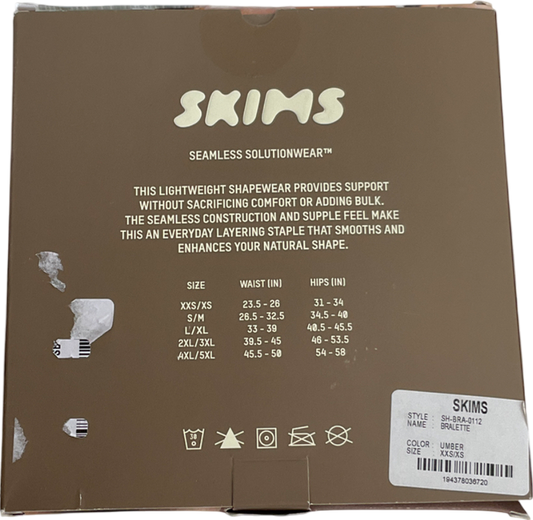 SKIMS
SEAMLESS SOLUTIONWEAR™
THIS LIGHTWEIGHT SHAPEWEAR PROVIDES SUPPORT
WITHOUT SACRIFICING COMFORT OR ADDING BULK.
THE SEAMLESS CONSTRUCTION AND SUPPLE FEEL MAKE
THIS AN EVERYDAY LAYERING STAPLE THAT SMOOTHS AND
ENHANCES YOUR NATURAL SHAPE.
SIZE WAIST (IN) HIPS (IN)
XXS/XS 23.5 - 26 31 - 34
S/M 26.5 - 32.5 34.5 - 40
L/XL 33 - 39 40.5 - 45.5
2XL/3XL 39.5 - 45 46 - 53.5
4XL/5XL 45.5 - 50 54 - 58
30
SKIMS
STYLE : SH-BRA-0112
NAME : BRALETTE
COLOR : UMBER
SIZE : XXS/XS
194378036720